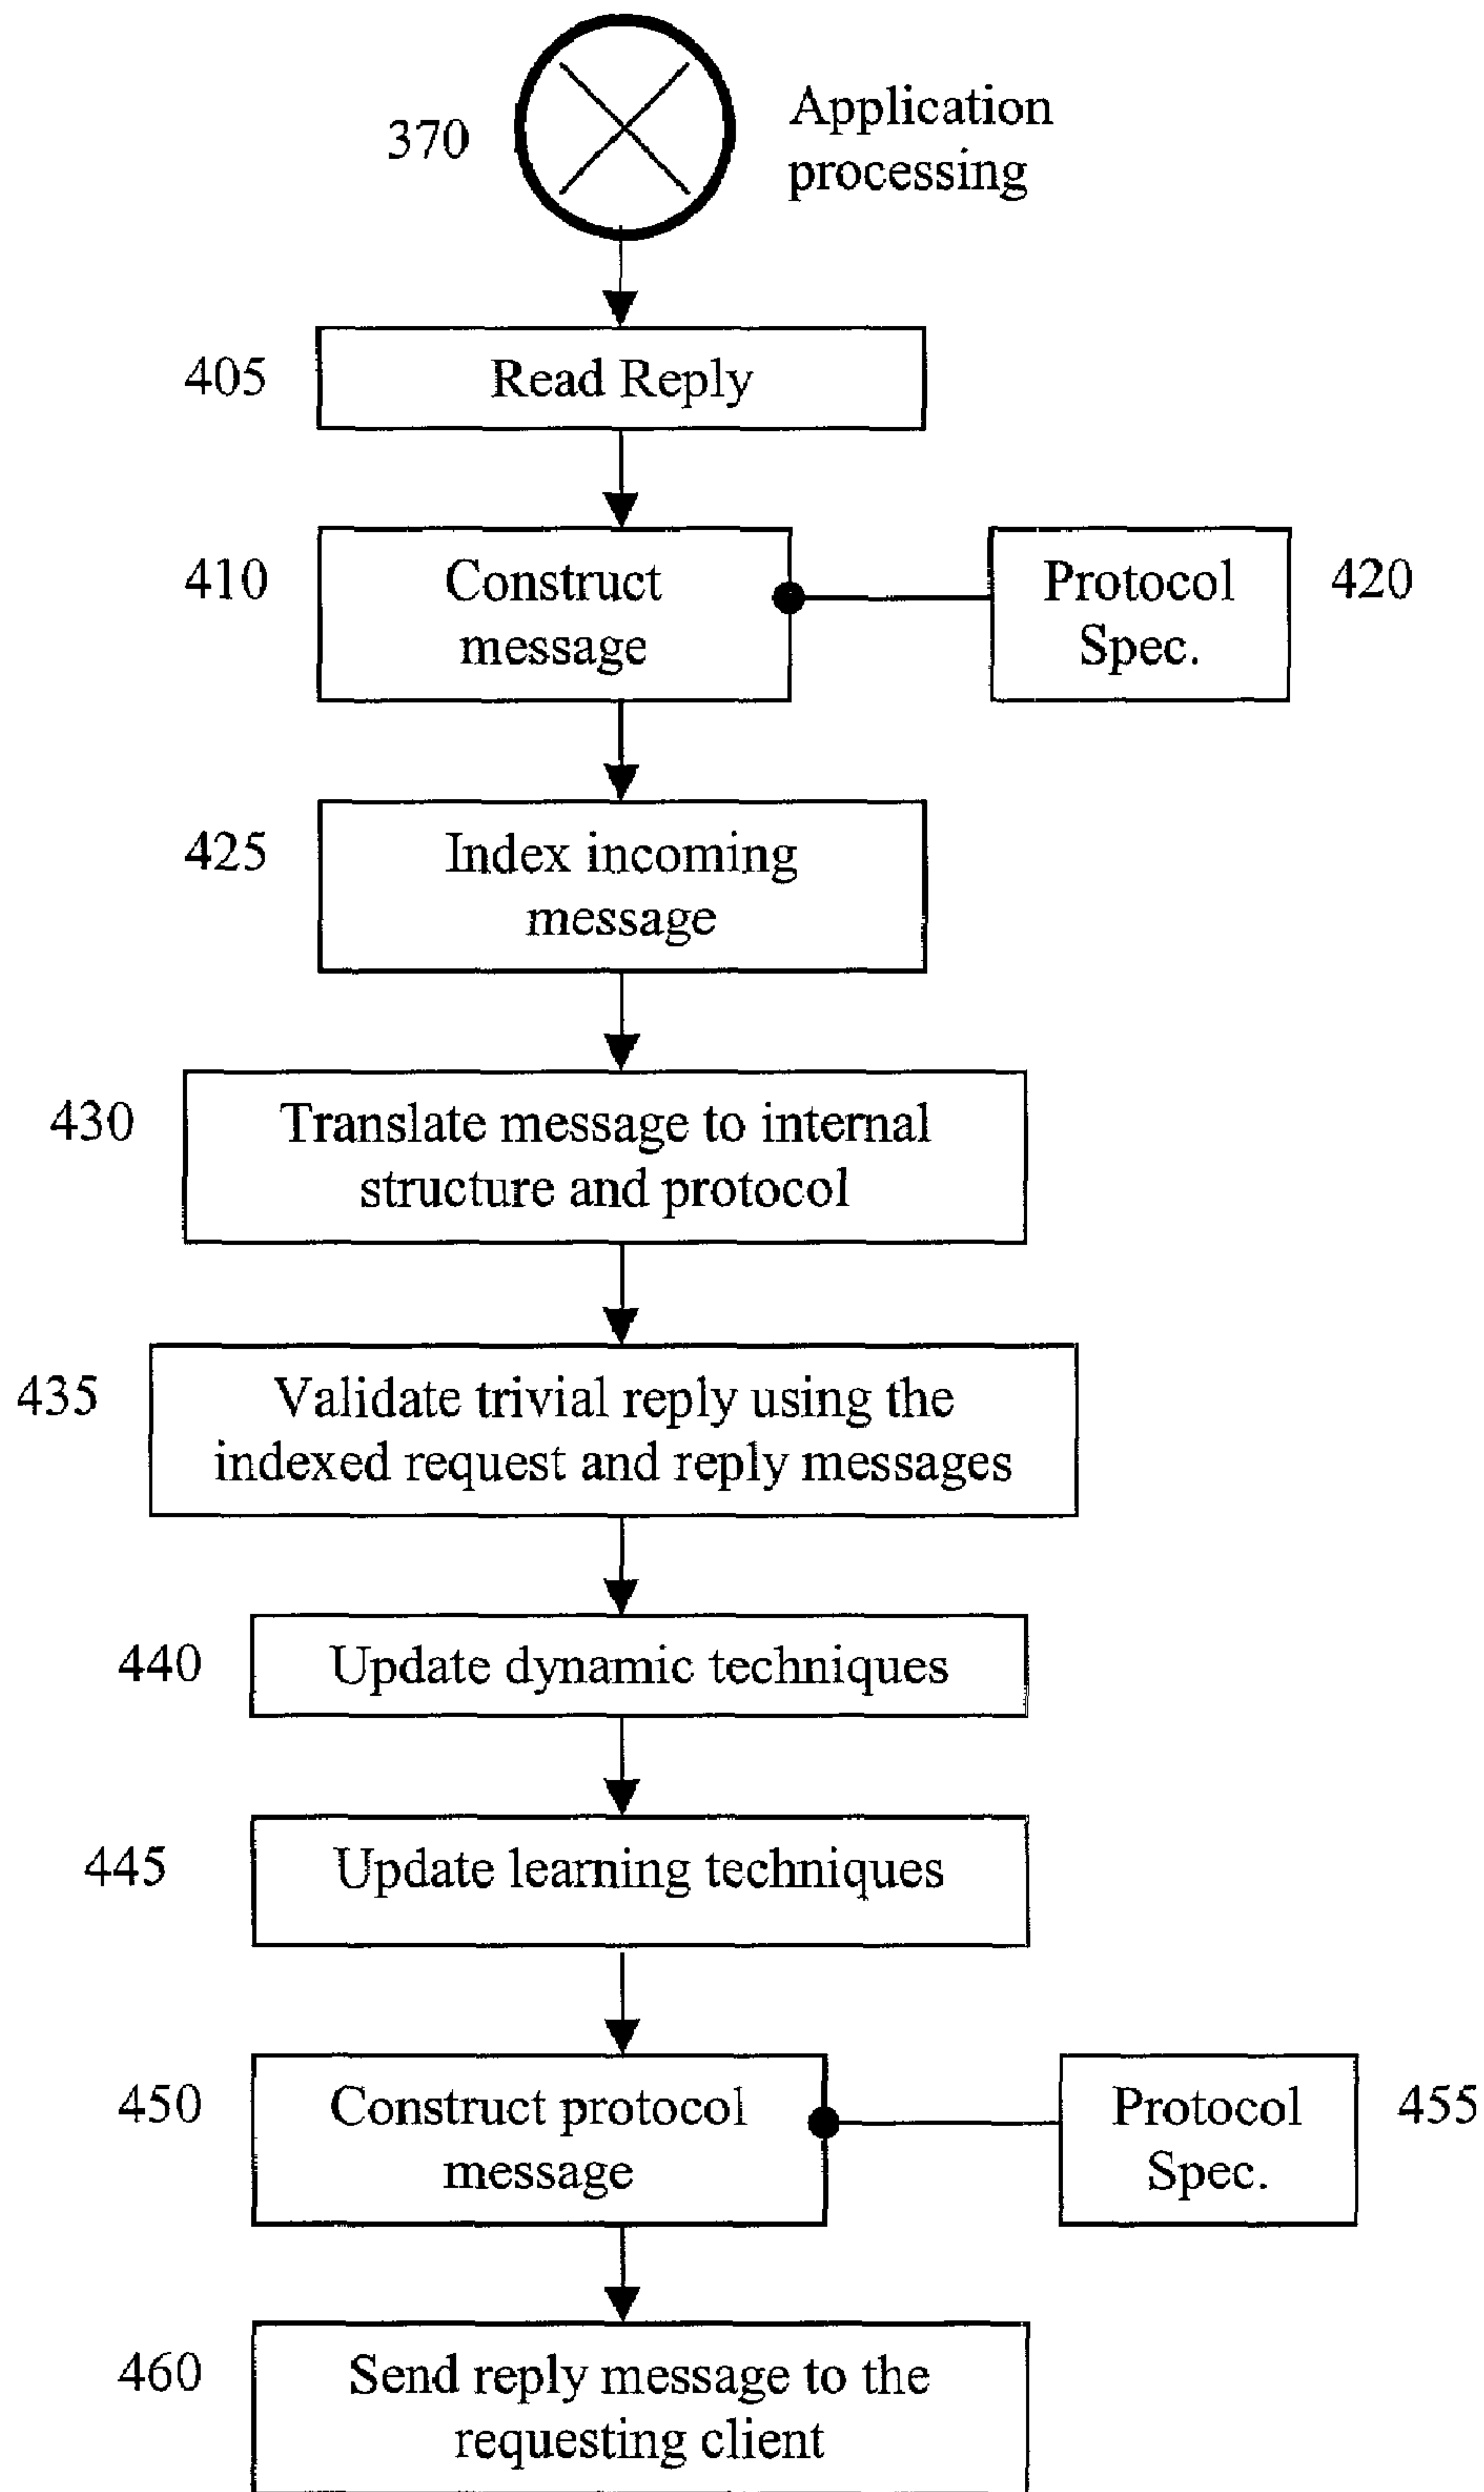 370
Application
processing
405
Read Reply
410
Construct
message
Protocol
Spec.
420
425
Index incoming
message
430
Translate message to internal
structure and protocol
435
Validate trivial reply using the
indexed request and reply messages
440
Update dynamic techniques
445
Update learning techniques
450
Construct protocol
message
Protocol
Spec.
455
460
Send reply message to the
requesting client